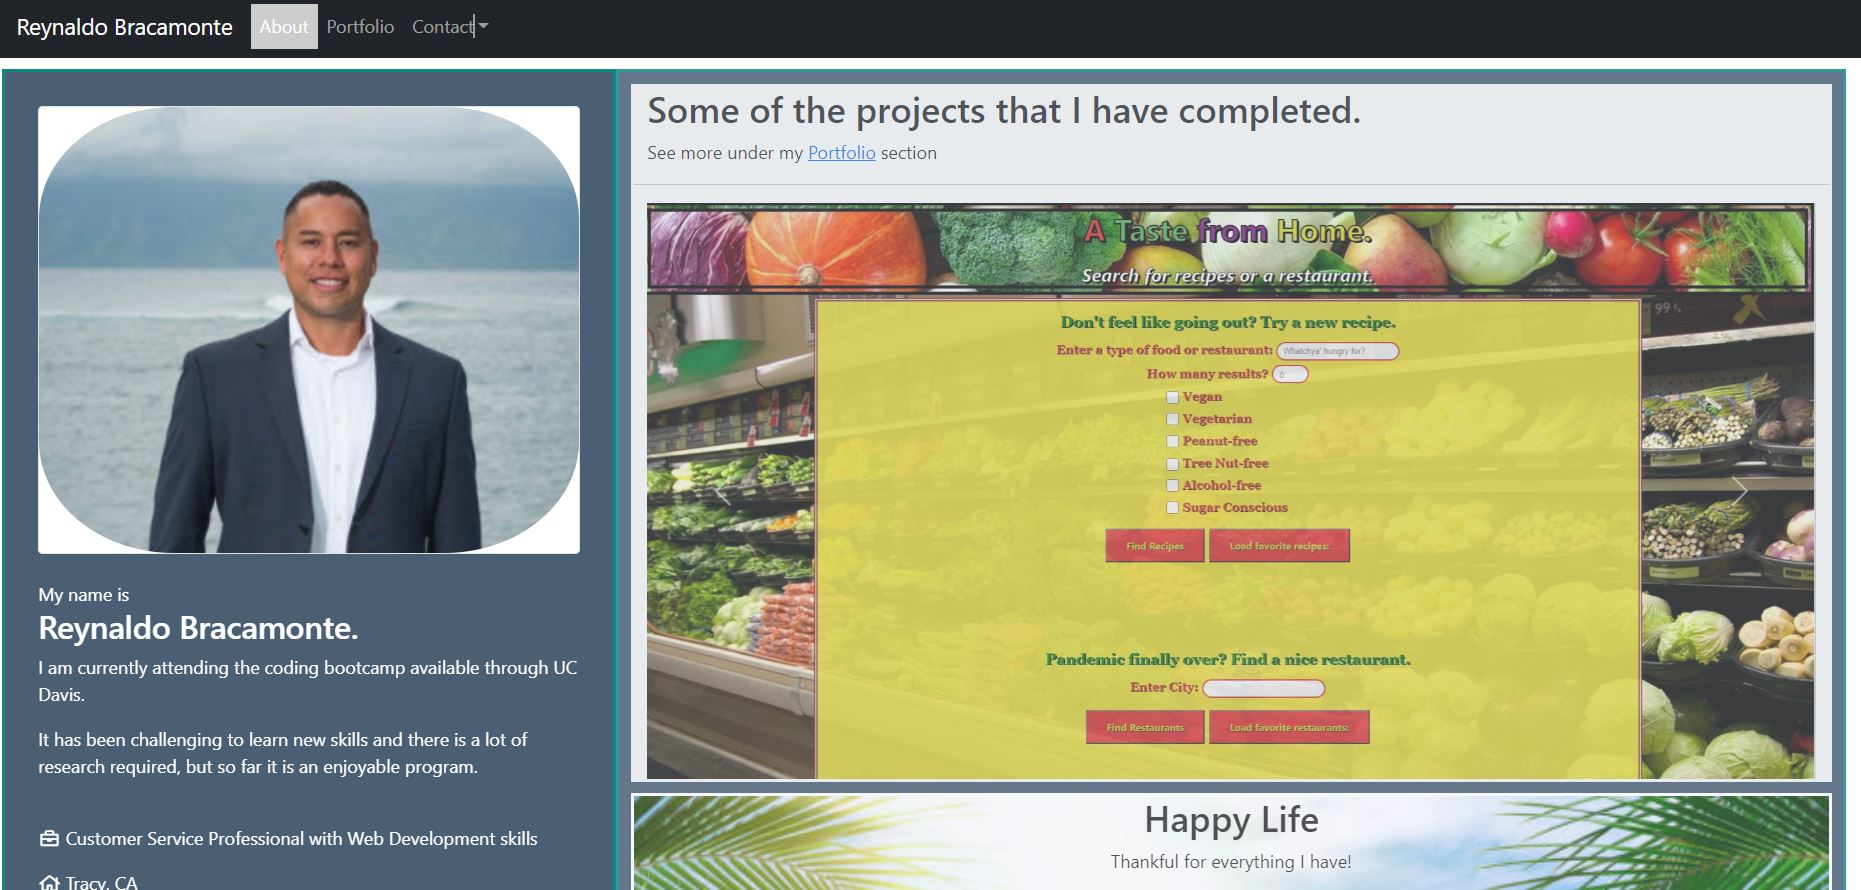 Reynaldo Bracamonte About Portfolio Contact
My name is
Reynaldo Bracamonte.
I am currently attending the coding bootcamp available through UC
Davis.
It has been challenging to learn new skills and there is a lot of
research required, but so far it is an enjoyable program.
Customer Service Professional with Web Development skills
Tracy, CA
Some of the projects that I have completed.
See more under my Portfolio section
A Taste from Home.
Search for recipes or a restaurant.
99¢
Don't feel like going out? Try a new recipe.
Enter a type of food or restaurant: Whatchya' hungry for?
How many results? 0
Vegan
Vegetarian
Peanut-free
Tree Nut-free
Alcohol-free
Sugar Conscious
Find Recipes Load favorite recipes:
Pandemic finally over? Find a nice restaurant.
Enter City:
Find Restaurants Load favorite restaurants:
Happy Life
Thankful for everything I have!